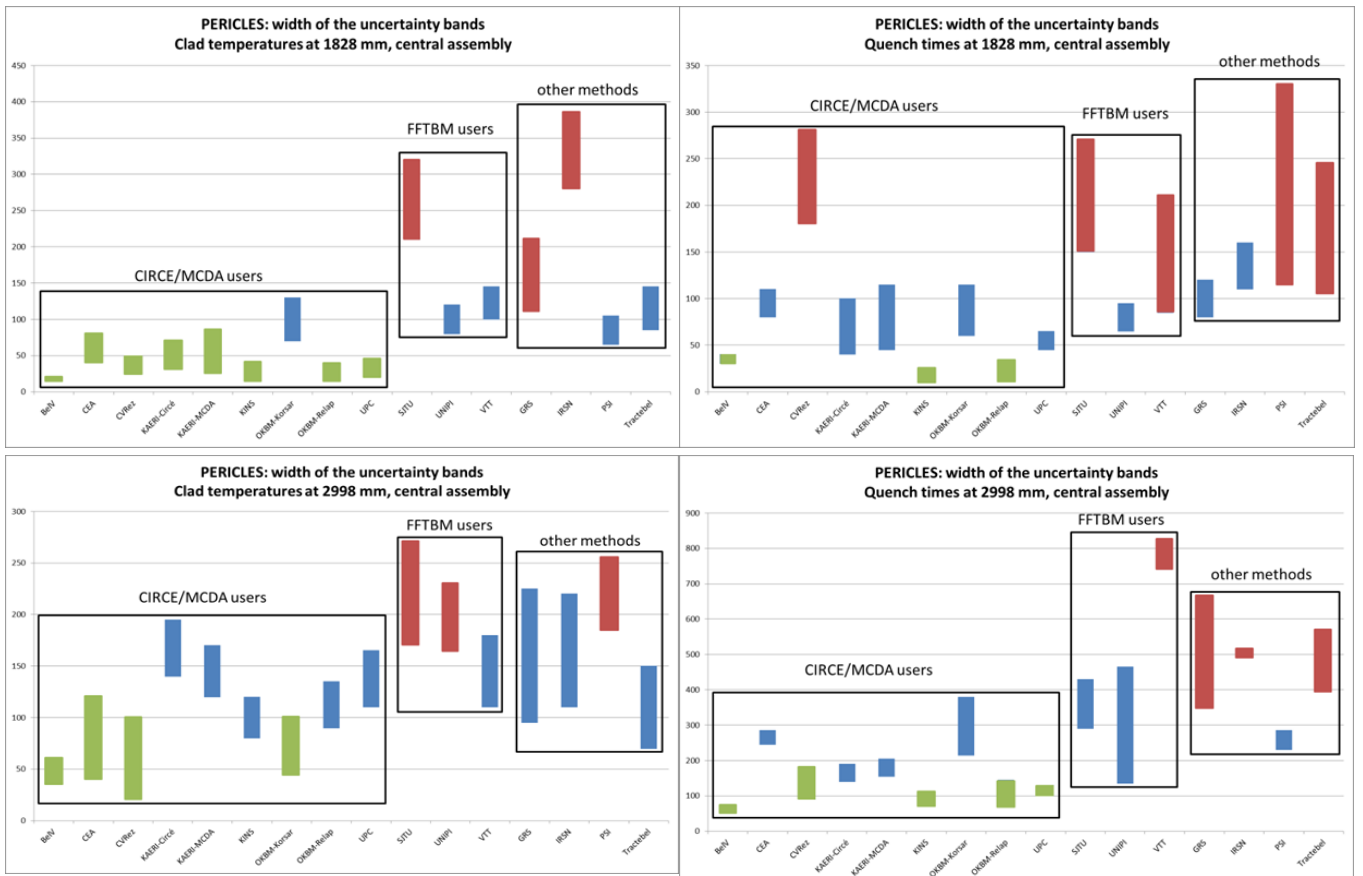 PERICLES: width of the uncertainty bands
Clad temperatures at 1828 mm, central assembly
450
400
350
300
250
200
150
100
50
0
CIRCE/MCDA users
FFTBM users
other methods
BelV
CEA
CVRez
KAERI-Circé
KAERI-MCDA
KINS
OKBM-Korsar
OKBM-Relap
UPC
SJTU
UNIPI
VTT
GRS
IRSN
PSI
Tractebel
PERICLES: width of the uncertainty bands
Quench times at 1828 mm, central assembly
350
300
250
200
150
100
50
0
CIRCE/MCDA users
FFTBM users
other methods
BelV
CEA
CVRez
KAERI-Circé
KAERI-MCDA
KINS
OKBM-Korsar
OKBM-Relap
UPC
SJTU
UNIPI
VTT
GRS
IRSN
PSI
Tractebel
PERICLES: width of the uncertainty bands
Clad temperatures at 2998 mm, central assembly
300
250
200
150
100
50
0
CIRCE/MCDA users
FFTBM users
other methods
BelV
CEA
CVRez
KAERI-Circé
KAERI-MCDA
KINS
OKBM-Korsar
OKBM-Relap
UPC
SJTU
UNIPI
VTT
GRS
IRSN
PSI
Tractebel
PERICLES: width of the uncertainty bands
Quench times at 2998 mm, central assembly
900
800
700
600
500
400
300
200
100
0
CIRCE/MCDA users
FFTBM users
other methods
BelV
CEA
CVRez
KAERI-Circé
KAERI-MCDA
KINS
OKBM-Korsar
OKBM-Relap
UPC
SJTU
UNIPI
VTT
GRS
IRSN
PSI
Tractebel